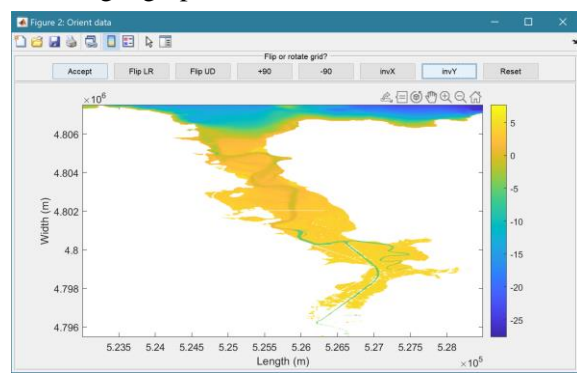 Figure 2: Orient data
Flip or rotate grid?
Accept Flip LR Flip UD +90 -90 invX invY Reset
×10⁶
4.806
4.804
4.802
4.8
4.798
4.796
Width (m)
5.235 5.24 5.245 5.25 5.255 5.26 5.265 5.27 5.275 5.28
Length (m)
×10⁵
5
0
-5
-10
-15
-20
-25